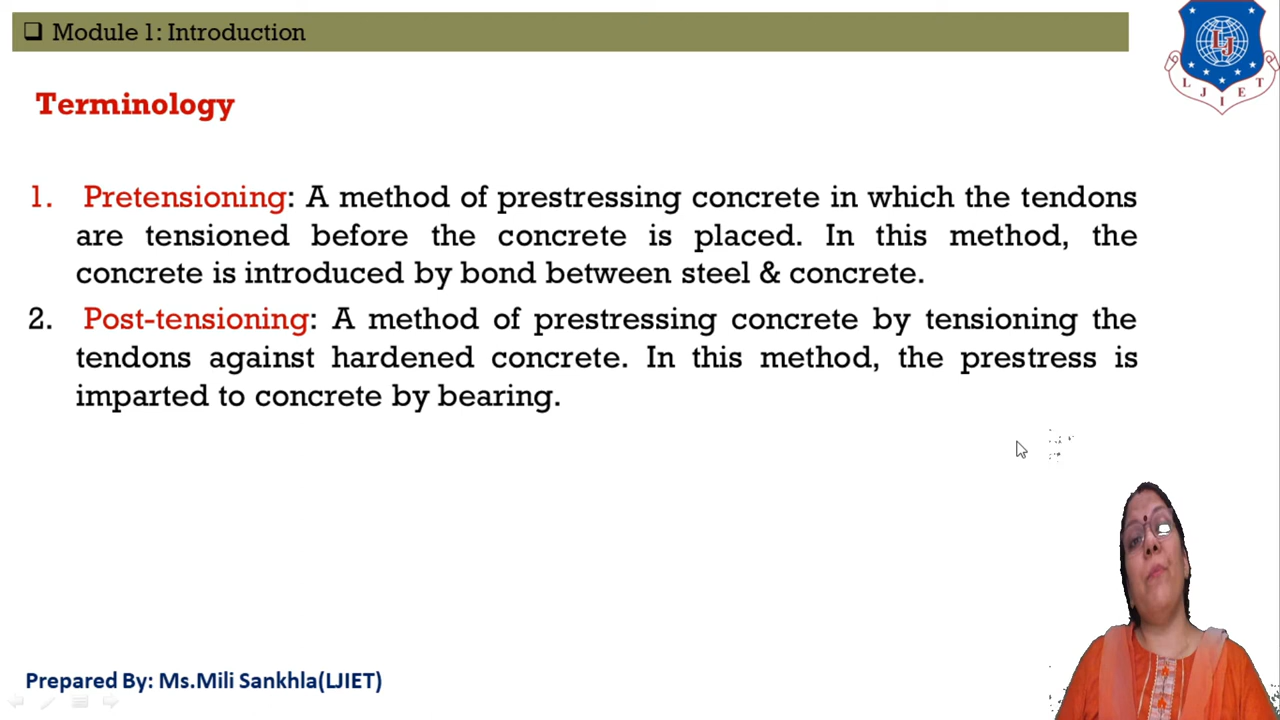 ❑ Module 1: Introduction
LJ
L J I E T
Terminology
1. Pretensioning: A method of prestressing concrete in which the tendons
are tensioned before the concrete is placed. In this method, the
concrete is introduced by bond between steel & concrete.
2. Post-tensioning: A method of prestressing concrete by tensioning the
tendons against hardened concrete. In this method, the prestress is
imparted to concrete by bearing.
Prepared By: Ms.Mili Sankhla(LJIET)